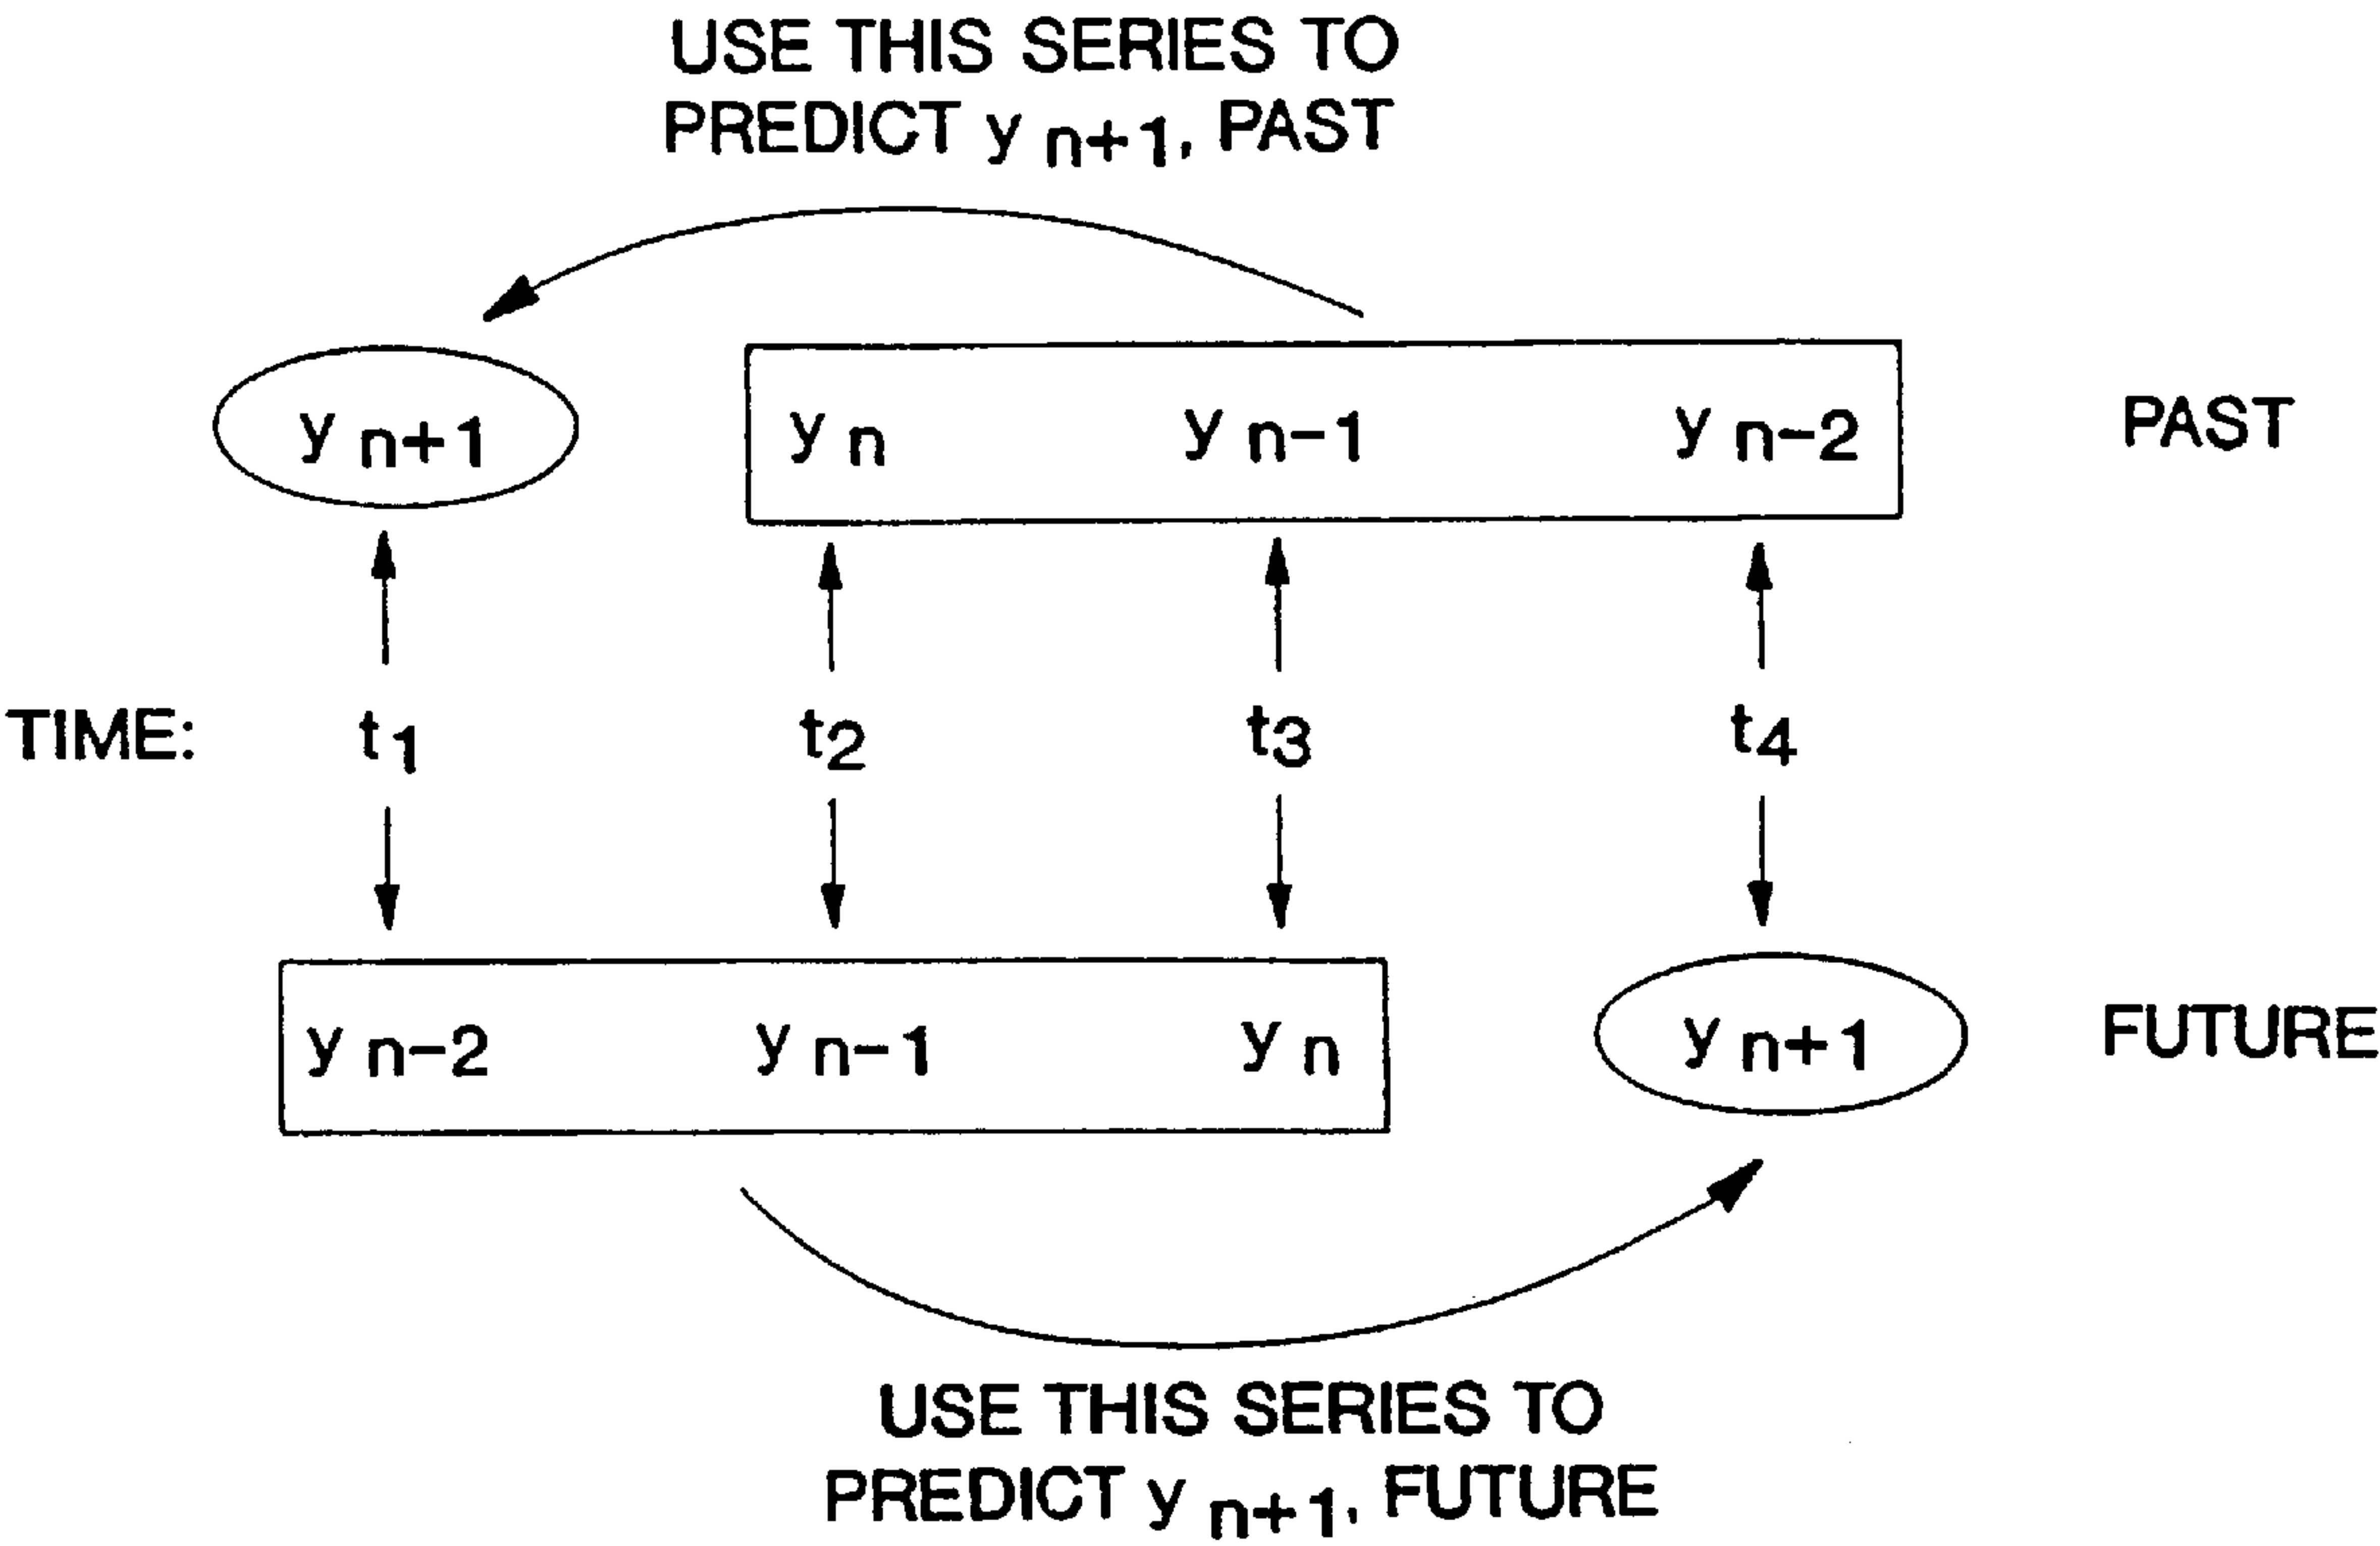 USE THIS SERIES TO
PREDICT y n+1, PAST
y n+1 y n y n-1 y n-2 PAST
TIME: t1 t2 t3 t4
y n-2 y n-1 y n y n+1 FUTURE
USE THIS SERIES TO
PREDICT y n+1, FUTURE